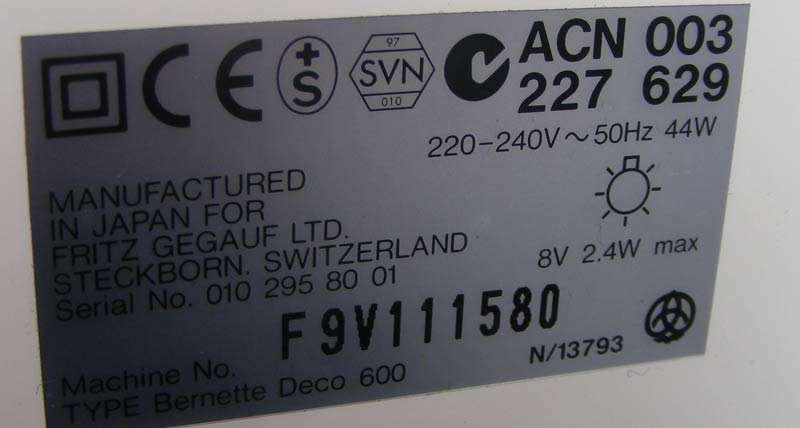 CE
+
S
97
SVN
010
ACN 003
227 629
220-240V~50Hz 44W
MANUFACTURED
IN JAPAN FOR
FRITZ GEGAUF LTD.
STECKBORN. SWITZERLAND
Serial No. 010 295 80 01
8V 2.4W max
Machine No. F9V111580
N/13793
TYPE Bernette Deco 600